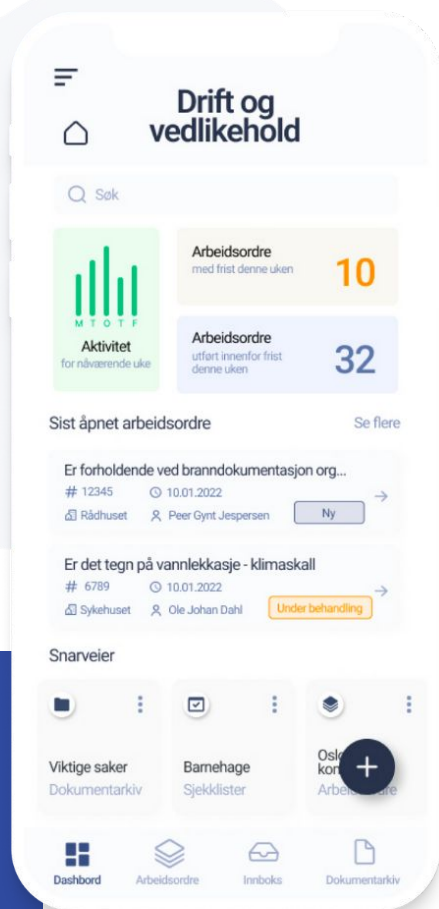 Drift og
vedlikehold
Søk
M T O T F
Aktivitet
for nåværende uke
Arbeidsordre
med frist denne uken
10
Arbeidsordre
utført innenfor frist
denne uken
32
Sist åpnet arbeidsordre
Se flere
Er forholdende ved branndokumentasjon org...
# 12345
10.01.2022
Rådhuset
Peer Gynt Jespersen
Ny
Er det tegn på vannlekkasje - klimaskall
# 6789
10.01.2022
Sykehuset
Ole Johan Dahl
Under behandling
Snarveier
Viktige saker
Dokumentarkiv
Barnehage
Sjekklister
Dashbord
Arbeidsordre
Innboks
Dokumentarkiv